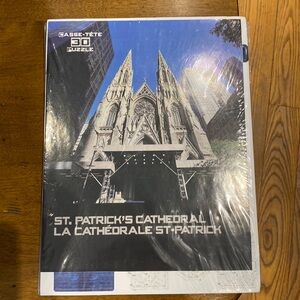 CASSE-TÊTE
3D
PUZZLE
ST. PATRICK'S CATHEDRAL •
LA CATHÉDRALE ST-PATRICK